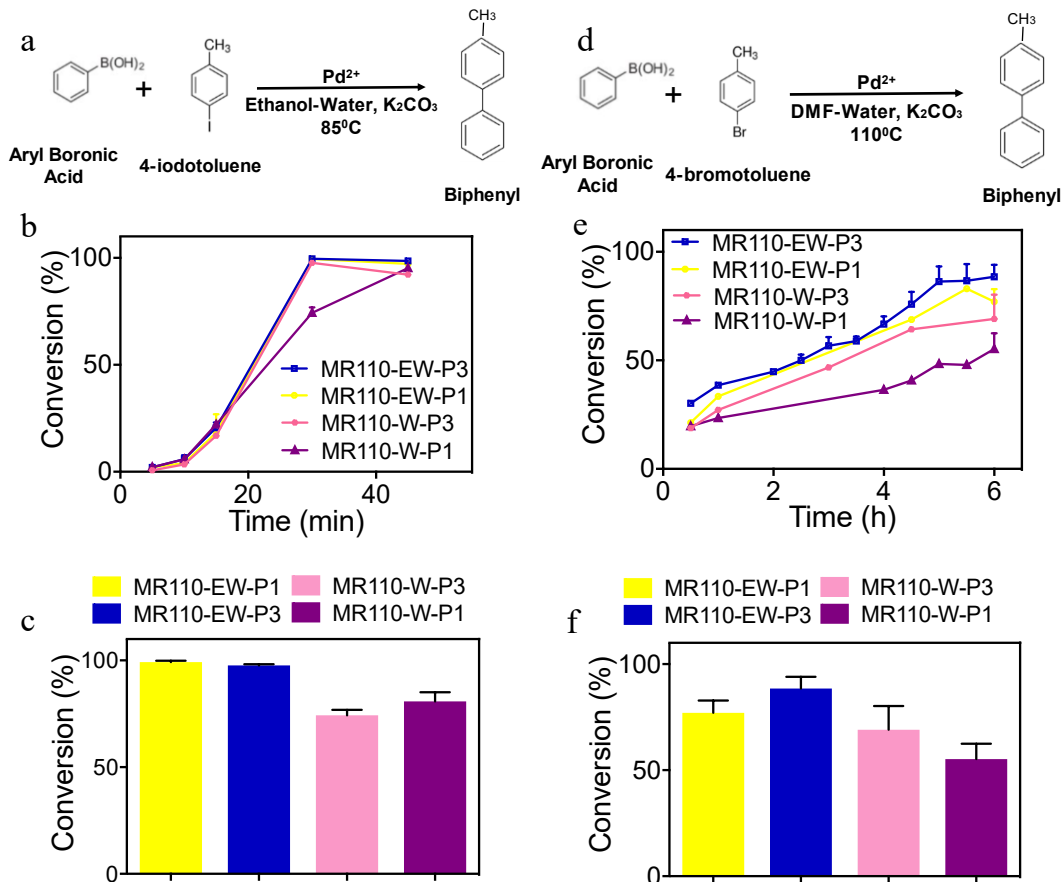 a
B(OH)2
+
CH3
I
Pd2+
Ethanol-Water, K2CO3
85⁰C
CH3
Aryl Boronic
Acid
4-iodotoluene
Biphenyl
d
B(OH)2
+
CH3
Br
Pd2+
DMF-Water, K2CO3
110⁰C
CH3
Aryl Boronic
Acid
4-bromotoluene
Biphenyl
b
Conversion (%)
100
50
0
0
20
40
Time (min)
MR110-EW-P3
MR110-EW-P1
MR110-W-P3
MR110-W-P1
e
Conversion (%)
100
50
0
0
2
4
6
Time (h)
MR110-EW-P3
MR110-EW-P1
MR110-W-P3
MR110-W-P1
c
MR110-EW-P1
MR110-W-P3
MR110-EW-P3
MR110-W-P1
Conversion (%)
100
50
0
f
MR110-EW-P1
MR110-W-P3
MR110-EW-P3
MR110-W-P1
Conversion (%)
100
50
0